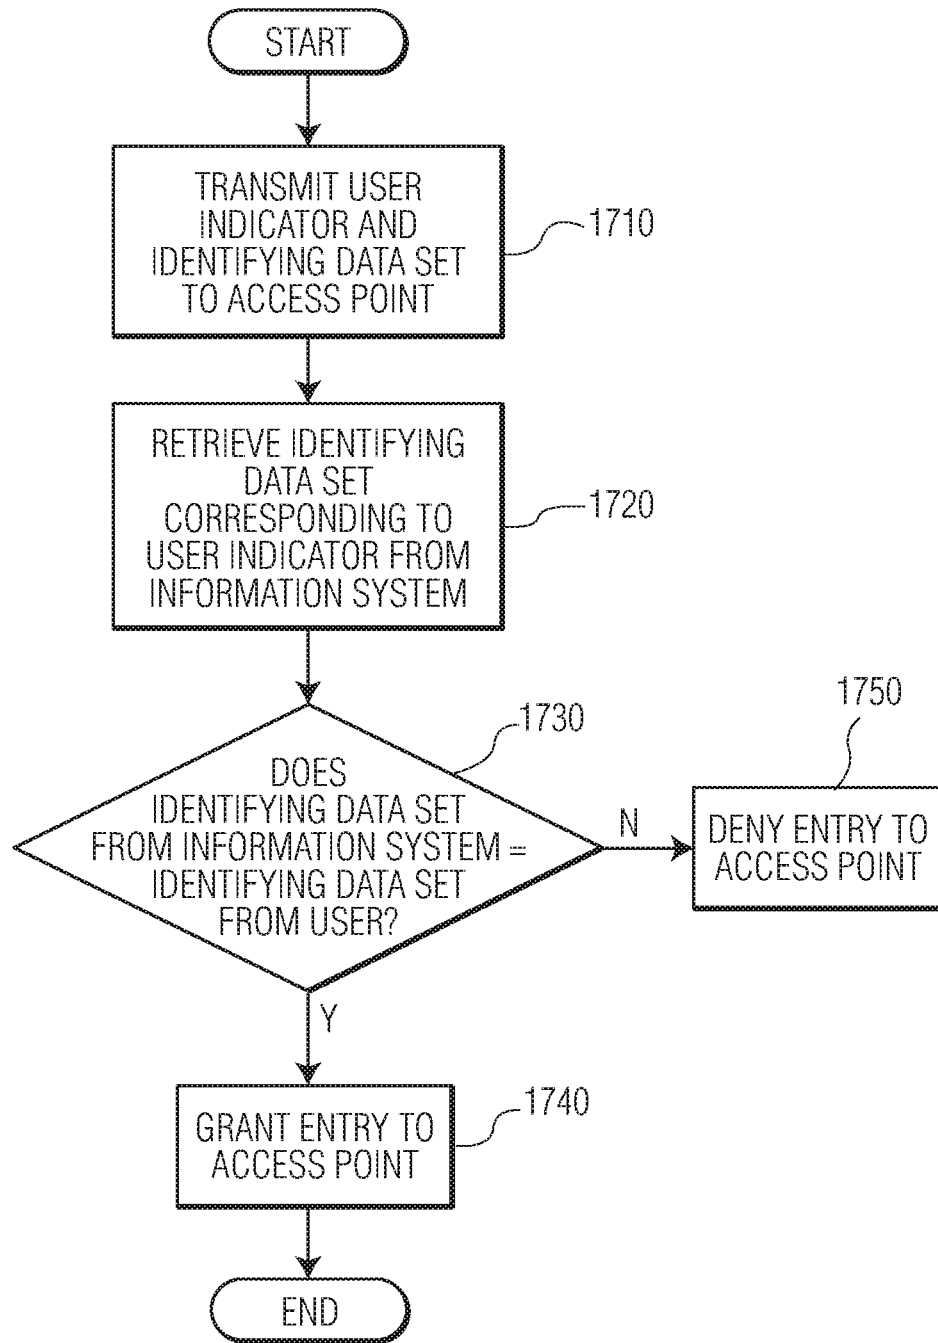 START
TRANSMIT USER
INDICATOR AND
IDENTIFYING DATA SET
TO ACCESS POINT
1710
RETRIEVE IDENTIFYING
DATA SET
CORRESPONDING TO
USER INDICATOR FROM
INFORMATION SYSTEM
1720
DOES
IDENTIFYING DATA SET
FROM INFORMATION SYSTEM =
IDENTIFYING DATA SET
FROM USER?
1730
N
1750
DENY ENTRY TO
ACCESS POINT
Y
GRANT ENTRY TO
ACCESS POINT
1740
END